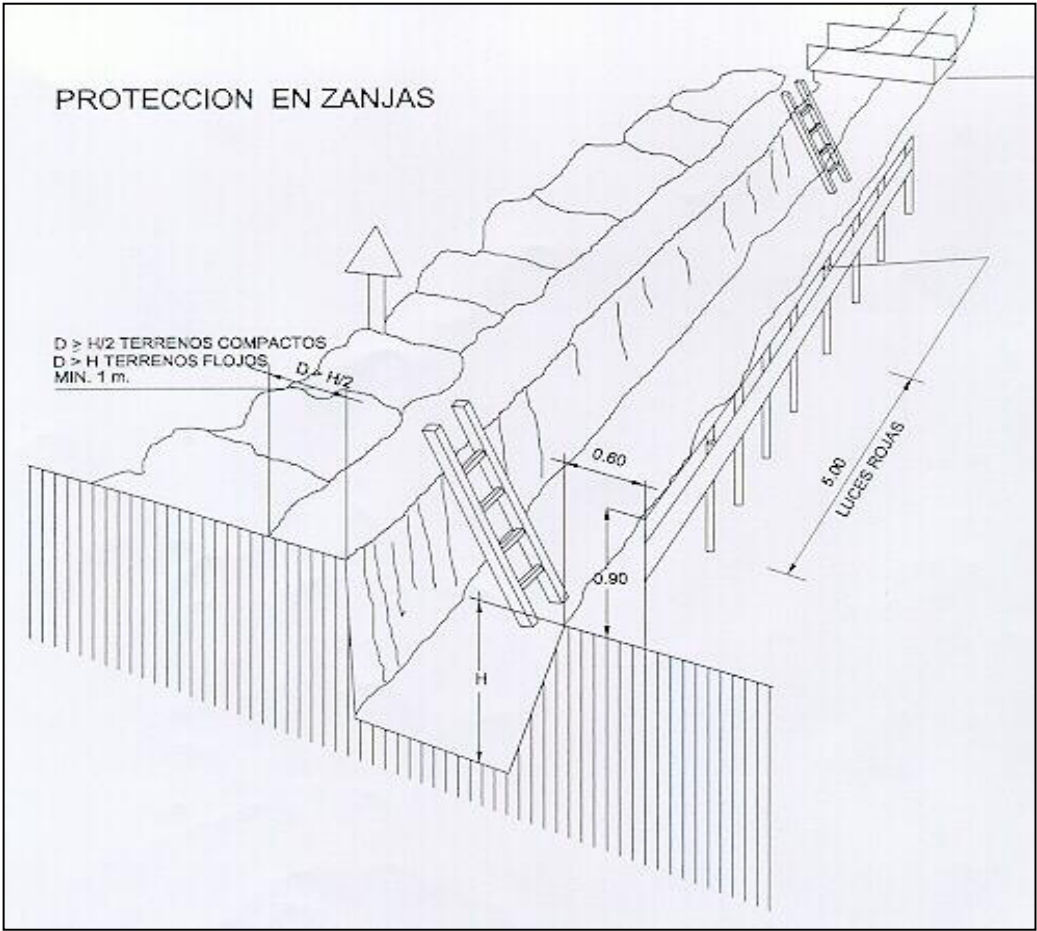 PROTECCION EN ZANJAS
D ≥ H/2 TERRENOS COMPACTOS
D ≥ H TERRENOS FLOJOS
MIN. 1 m.
D > H/2
0.60
0.90
H
5.00
LUCES ROJAS